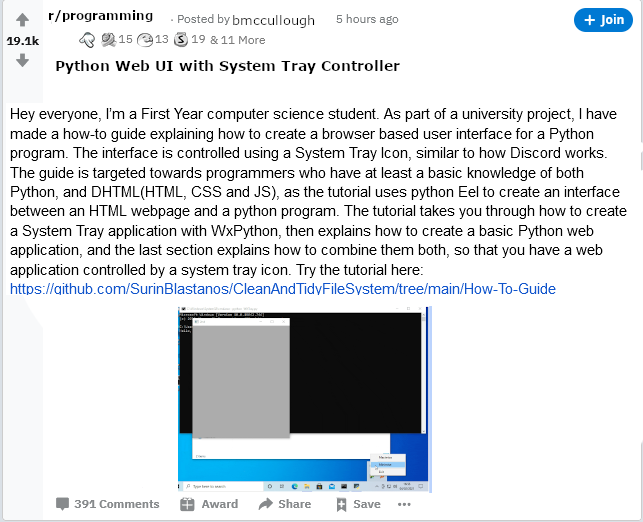 r/programming · Posted by bmccullough 5 hours ago
+ Join
19.1k
15 13 19 & 11 More
Python Web UI with System Tray Controller
Hey everyone, I'm a First Year computer science student. As part of a university project, I have
made a how-to guide explaining how to create a browser based user interface for a Python
program. The interface is controlled using a System Tray Icon, similar to how Discord works.
The guide is targeted towards programmers who have at least a basic knowledge of both
Python, and DHTML(HTML, CSS and JS), as the tutorial uses python Eel to create an interface
between an HTML webpage and a python program. The tutorial takes you through how to create
a System Tray application with WxPython, then explains how to create a basic Python web
application, and the last section explains how to combine them both, so that you have a web
application controlled by a system tray icon. Try the tutorial here:
https://github.com/SurinBlastanos/CleanAndTidyFileSystem/tree/main/How-To-Guide
Type here to search
391 Comments Award Share Save